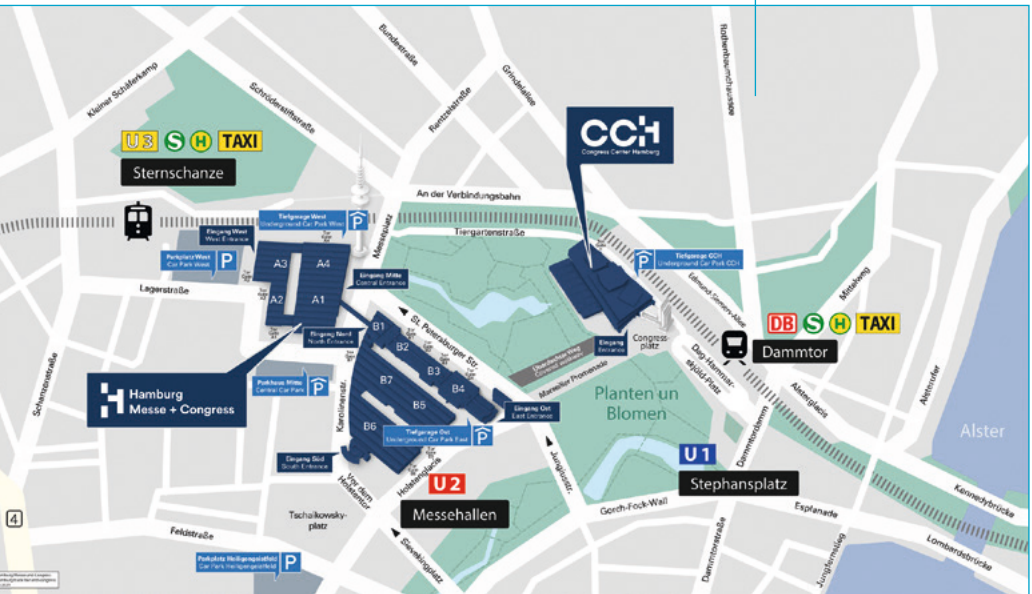 Kleiner Schäferkamp
Schröderstiftstraße
Bundesstraße
Rentzelstraße
Grindelallee
Rothenbaumchaussee
CCH
Congress Center Hamburg
U3 S H TAXI
Sternschanze
An der Verbindungsbahn
Tiergartenstraße
Messeplatz
Tiefgarage West
Underground Car Park West
P
Eingang West
West Entrance
Parkplatz West
Car Park West
P
A3
A4
A2
A1
Eingang Mitte
Central Entrance
Tiefgarage CCH
Underground Car Park CCH
P
Edmund-Siemers-Allee
Mittelweg
Lagerstraße
Eingang Nord
North Entrance
St. Petersburger Str.
B1
B2
B3
B4
B7
B5
B6
Eingang
Entrance
Congress-
platz
DB S H TAXI
Dammtor
Dag-Hammar-
skjöld-Platz
Marseiller Promenade
Planten un
Blomen
Alsterglacis
Alsterufer
Alster
Schanzenstraße
Hamburg
Messe + Congress
Parkhaus Mitte
Central Car Park
P
Karolinenstr.
Eingang Ost
East Entrance
Tiefgarage Ost
Underground Car Park East
P
Eingang Süd
South Entrance
Vor dem
Holstentor
Holstenglacis
Jungiusstr.
Dammtordamm
U2
Messehallen
U1
Stephansplatz
Gorch-Fock-Wall
Esplanade
Kennedybrücke
Lombardsbrücke
4
Feldstraße
Tschaikowsky-
platz
Sievekingplatz
Dammtorstraße
Jungfernstieg
Parkplatz Heiligengeistfeld
Car Park Heiligengeistfeld
P